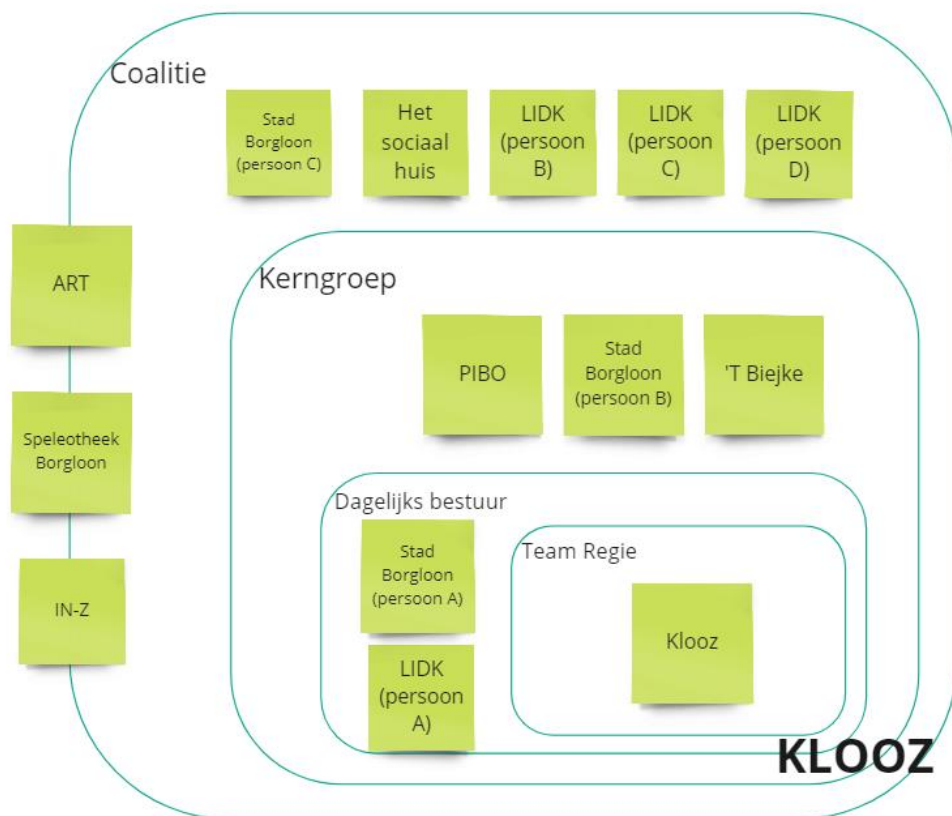 Coalitie
Stad
Borgloon
(persoon C)
Het
sociaal
huis
LIDK
(persoon
B)
LIDK
(persoon
C)
LIDK
(persoon
D)
ART
Speleotheek
Borgloon
IN-Z
Kerngroep
PIBO
Stad
Borgloon
(persoon B)
'T Biejke
Dagelijks bestuur
Stad
Borgloon
(persoon A)
LIDK
(persoon
A)
Team Regie
Klooz
KLOOZ